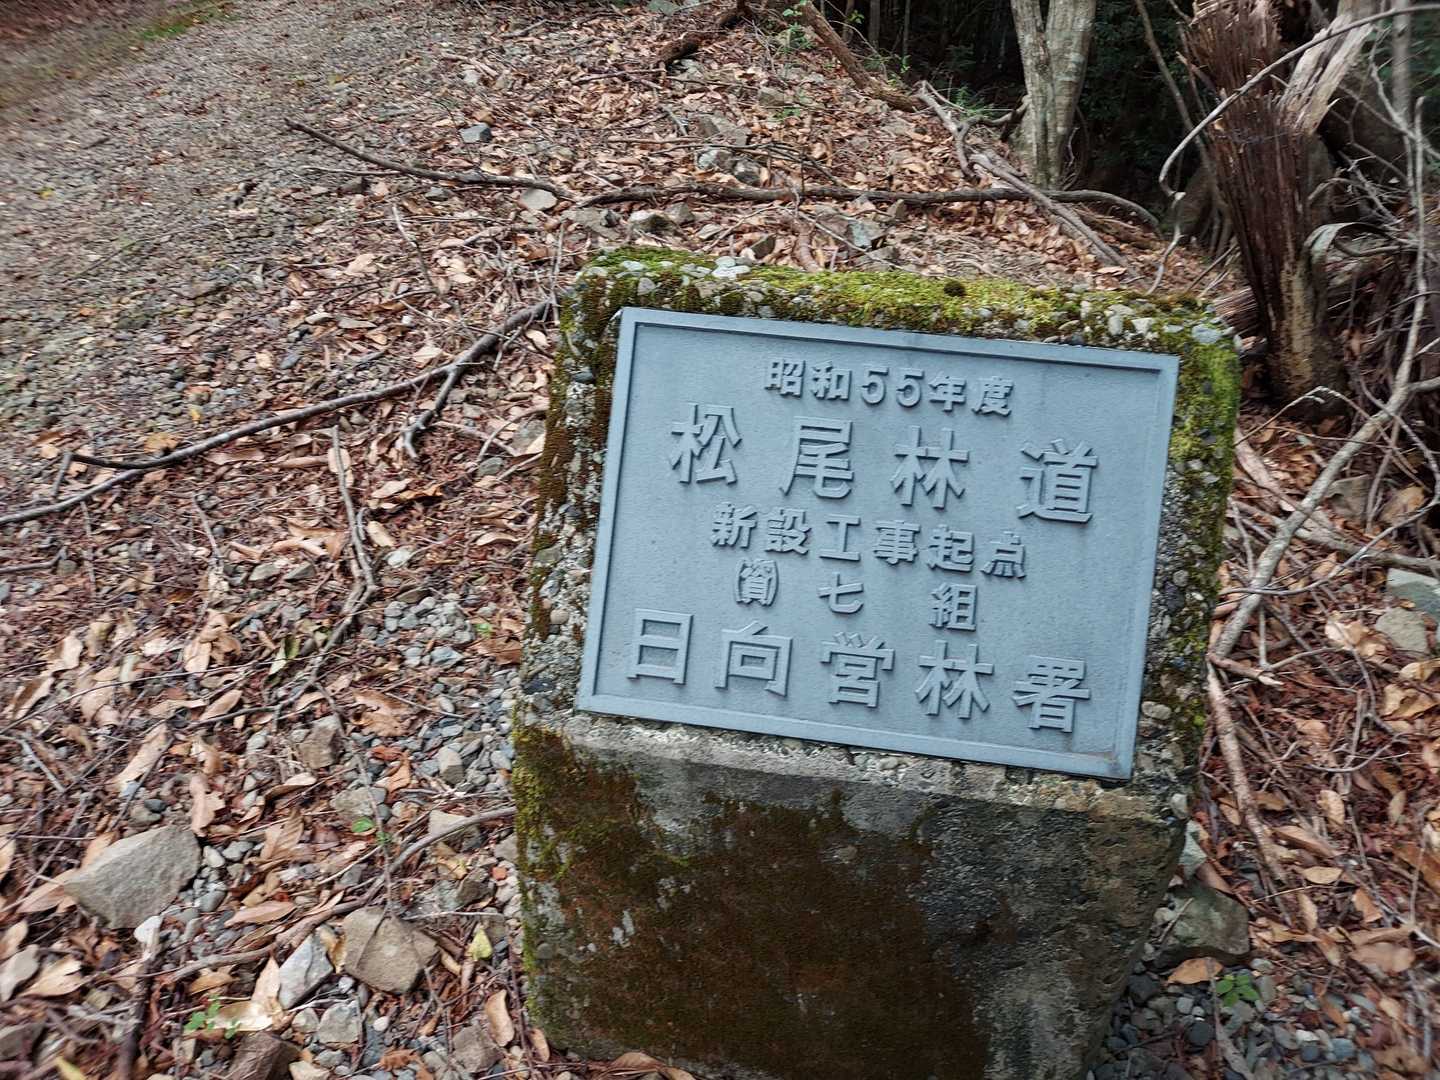 昭和55年度
松尾林道
新設工事起点
㈾七組
日向営林署